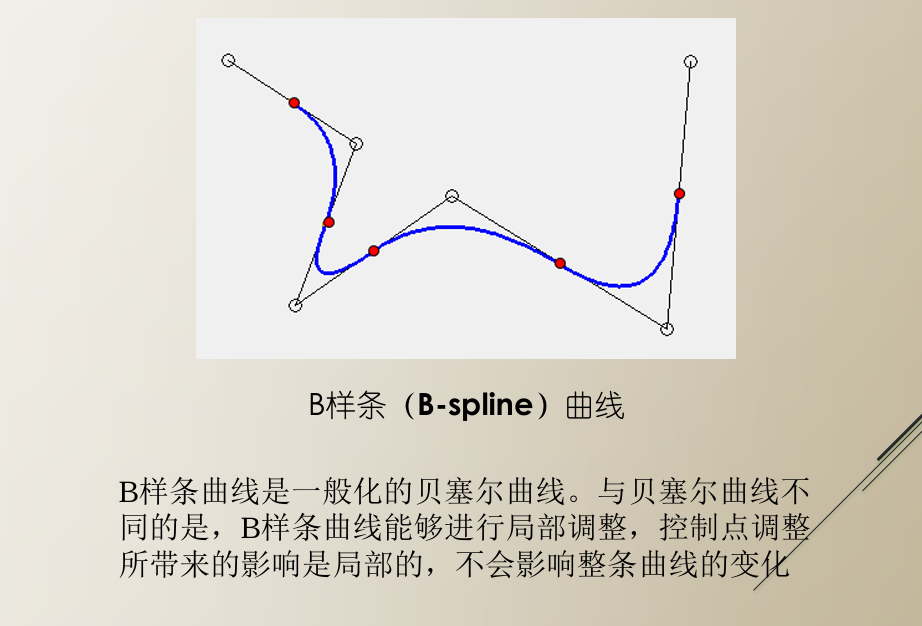 B样条（B-spline）曲线
B样条曲线是一般化的贝塞尔曲线。与贝塞尔曲线不
同的是，B样条曲线能够进行局部调整，控制点调整
所带来的影响是局部的，不会影响整条曲线的变化